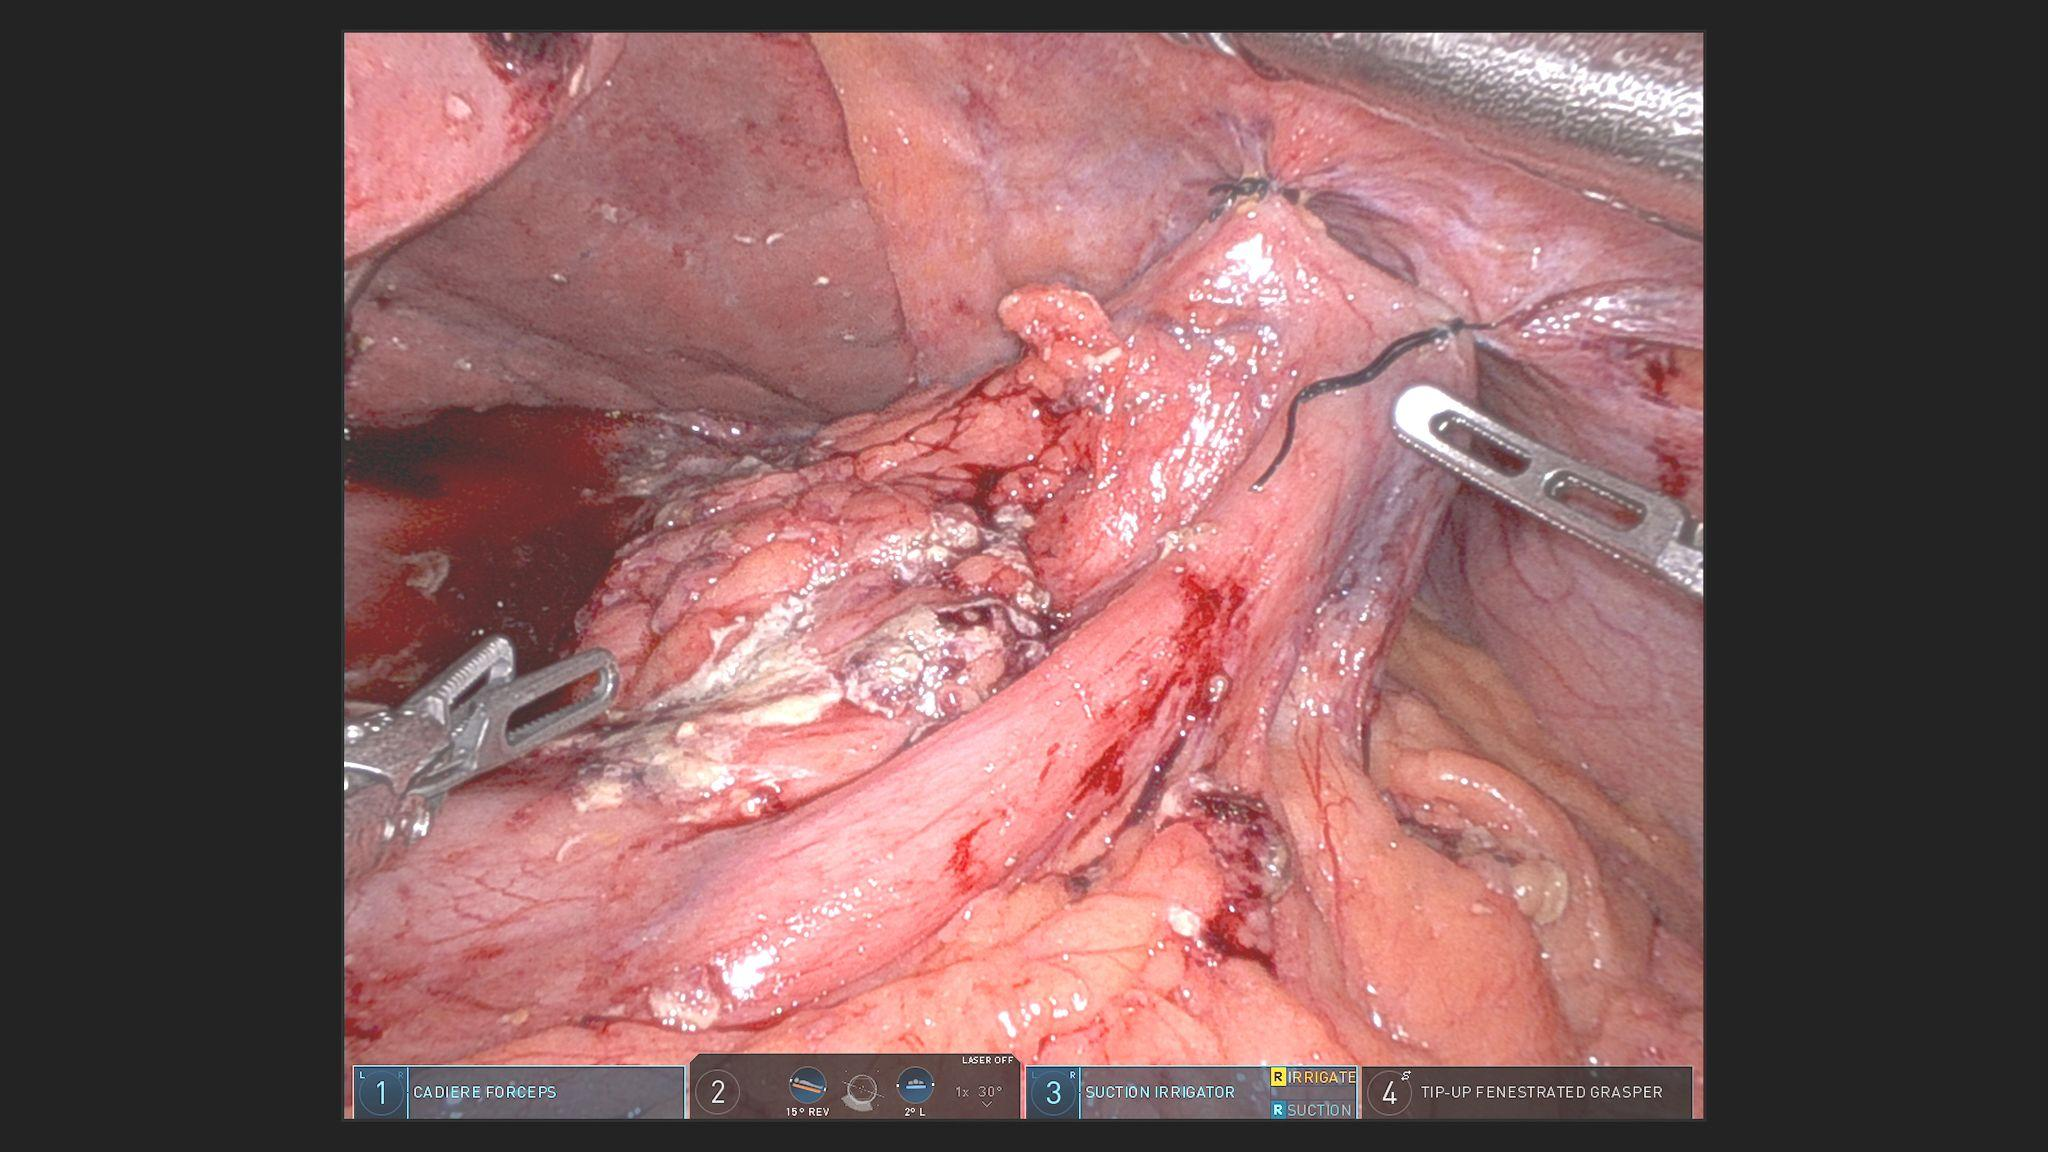 LASER OFF
L R
1 CADIERE FORCEPS
2
15° REV
2° L
1x 30°
R
3 SUCTION IRRIGATOR
R IRRIGATE
R SUCTION
4 TIP-UP FENESTRATED GRASPER